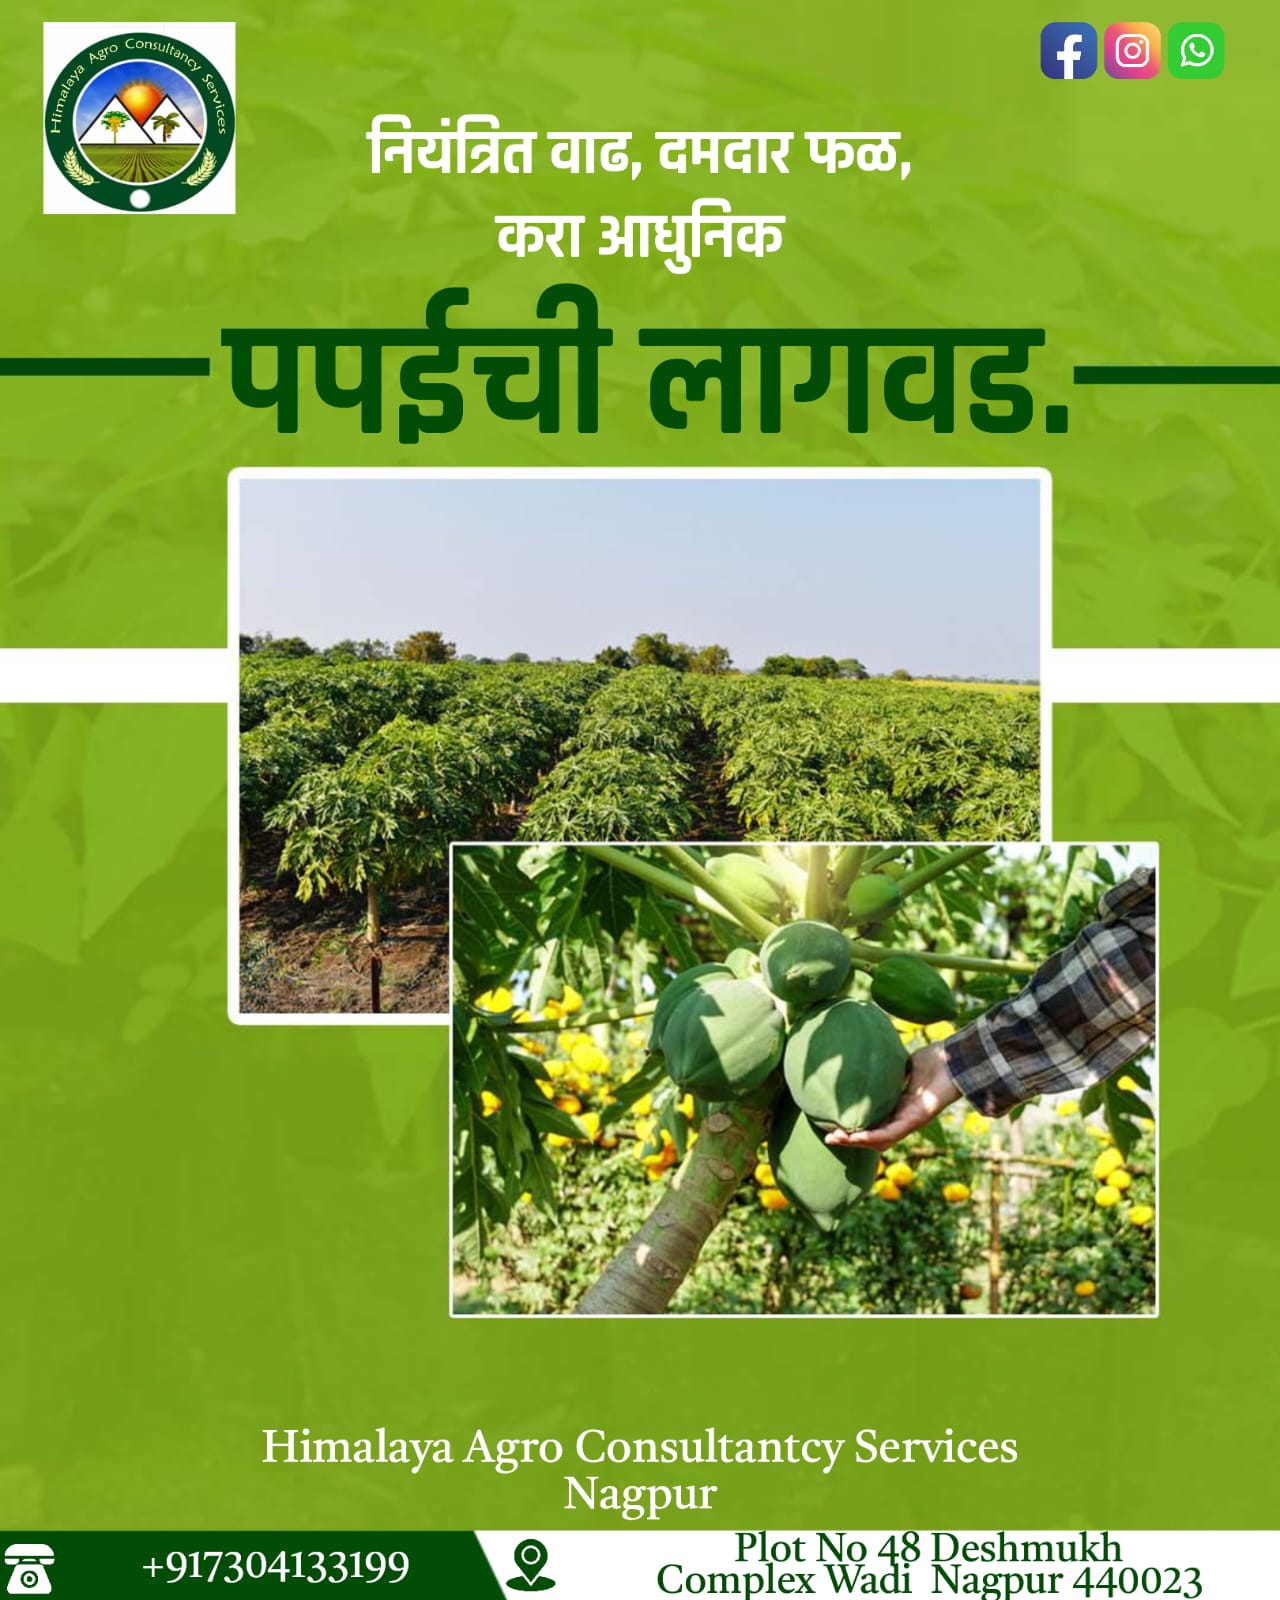 Himalaya Agro Consultancy Services
नियंत्रित वाढ, दमदार फळ,
करा आधुनिक
पपईची लागवड.
Himalaya Agro Consultantcy Services
Nagpur
+917304133199
Plot No 48 Deshmukh
Complex Wadi Nagpur 440023